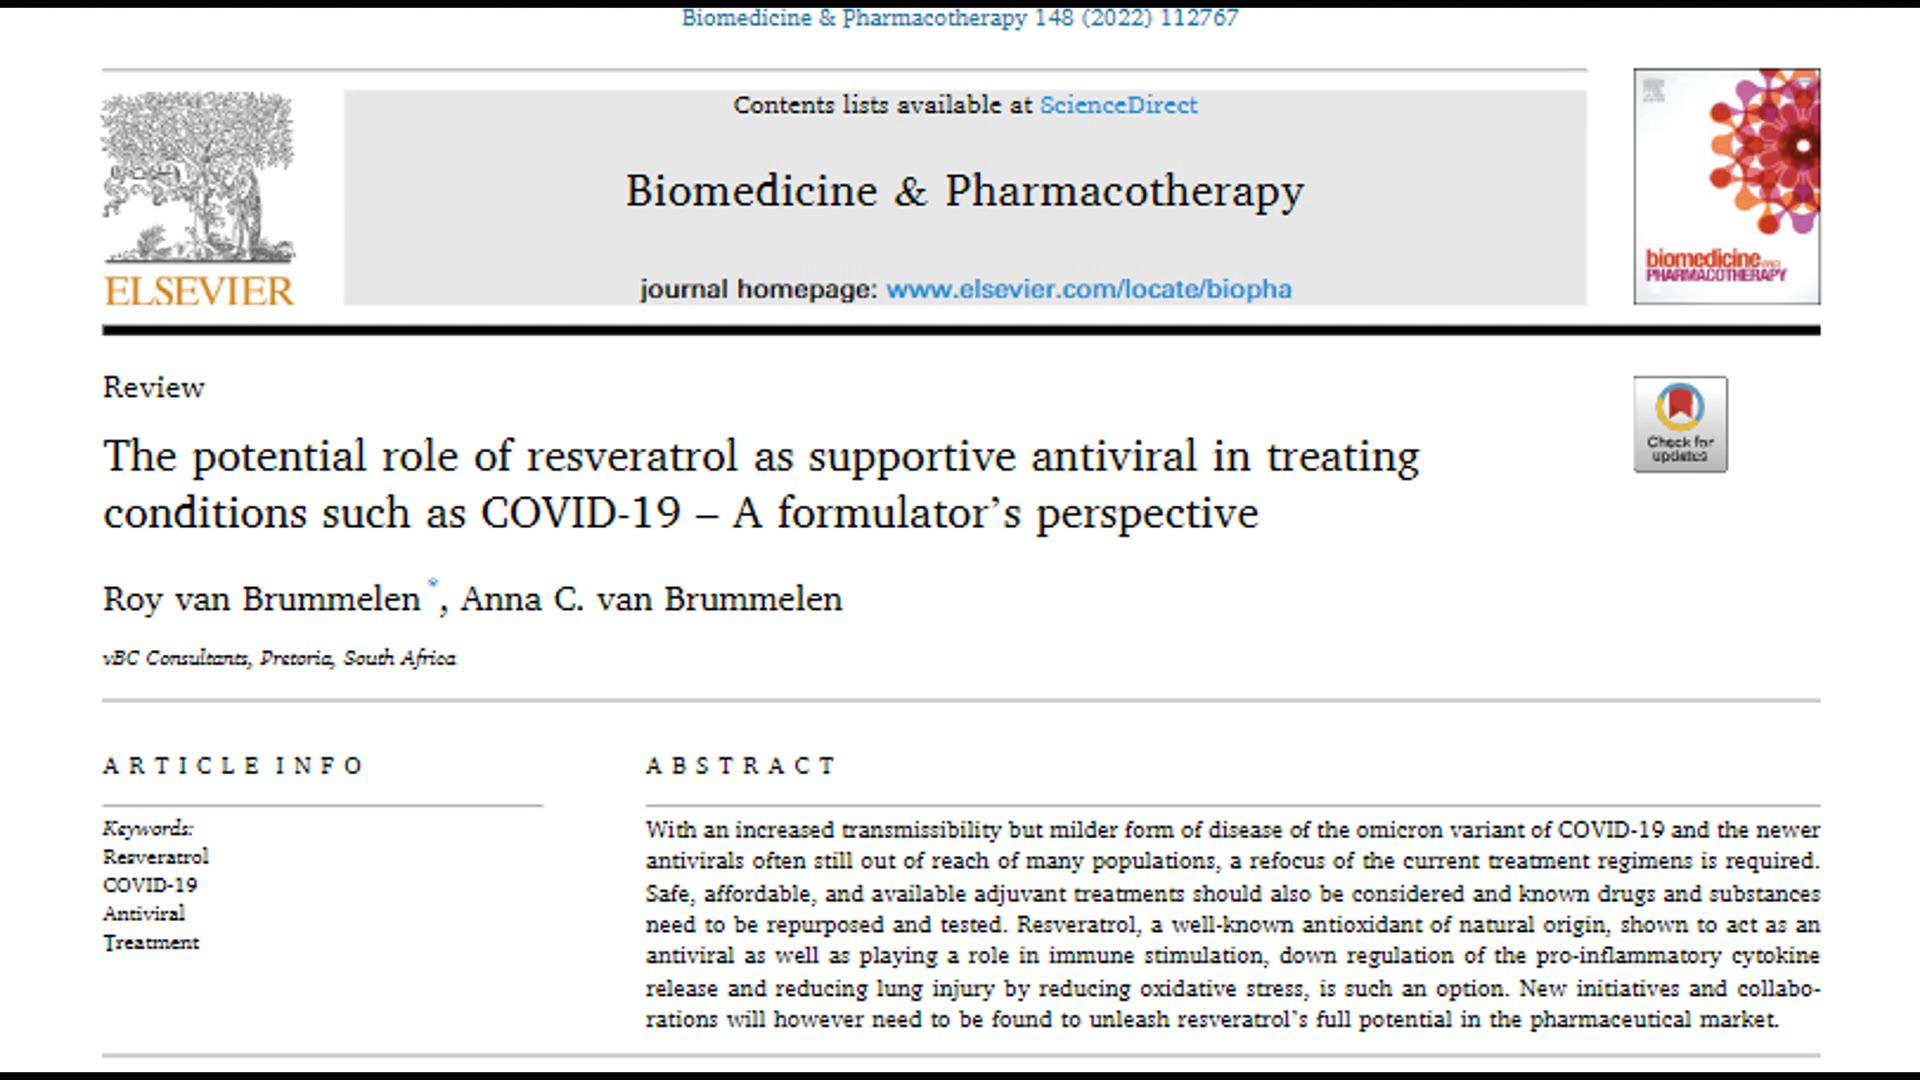 Biomedicine & Pharmacotherapy 148 (2022) 112767
Contents lists available at ScienceDirect
Biomedicine & Pharmacotherapy
journal homepage: www.elsevier.com/locate/biopha
ELSEVIER
biomedicine AND
PHARMACOTHERAPY
Review
Check for
updates
The potential role of resveratrol as supportive antiviral in treating
conditions such as COVID-19 – A formulator’s perspective
Roy van Brummelen *, Anna C. van Brummelen
vBC Consultants, Pretoria, South Africa
A R T I C L E I N F O
Keywords:
Resveratrol
COVID-19
Antiviral
Treatment
A B S T R A C T
With an increased transmissibility but milder form of disease of the omicron variant of COVID-19 and the newer
antivirals often still out of reach of many populations, a refocus of the current treatment regimens is required.
Safe, affordable, and available adjuvant treatments should also be considered and known drugs and substances
need to be repurposed and tested. Resveratrol, a well-known antioxidant of natural origin, shown to act as an
antiviral as well as playing a role in immune stimulation, down regulation of the pro-inflammatory cytokine
release and reducing lung injury by reducing oxidative stress, is such an option. New initiatives and collabo-
rations will however need to be found to unleash resveratrol’s full potential in the pharmaceutical market.